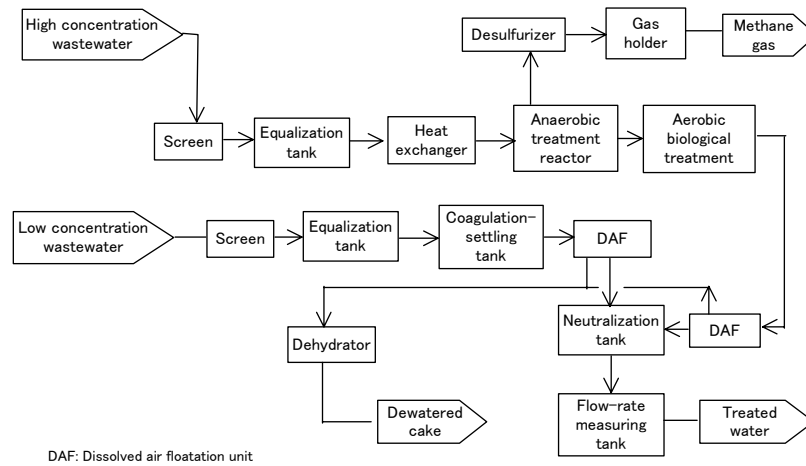 High concentration
wastewater
Desulfurizer
Gas
holder
Methane
gas
Screen
Equalization
tank
Heat
exchanger
Anaerobic
treatment
reactor
Aerobic
biological
treatment
Low concentration
wastewater
Screen
Equalization
tank
Coagulation-
settling
tank
DAF
Dehydrator
Neutralization
tank
DAF
Dewatered
cake
Flow-rate
measuring
tank
Treated
water
DAF: Dissolved air floatation unit